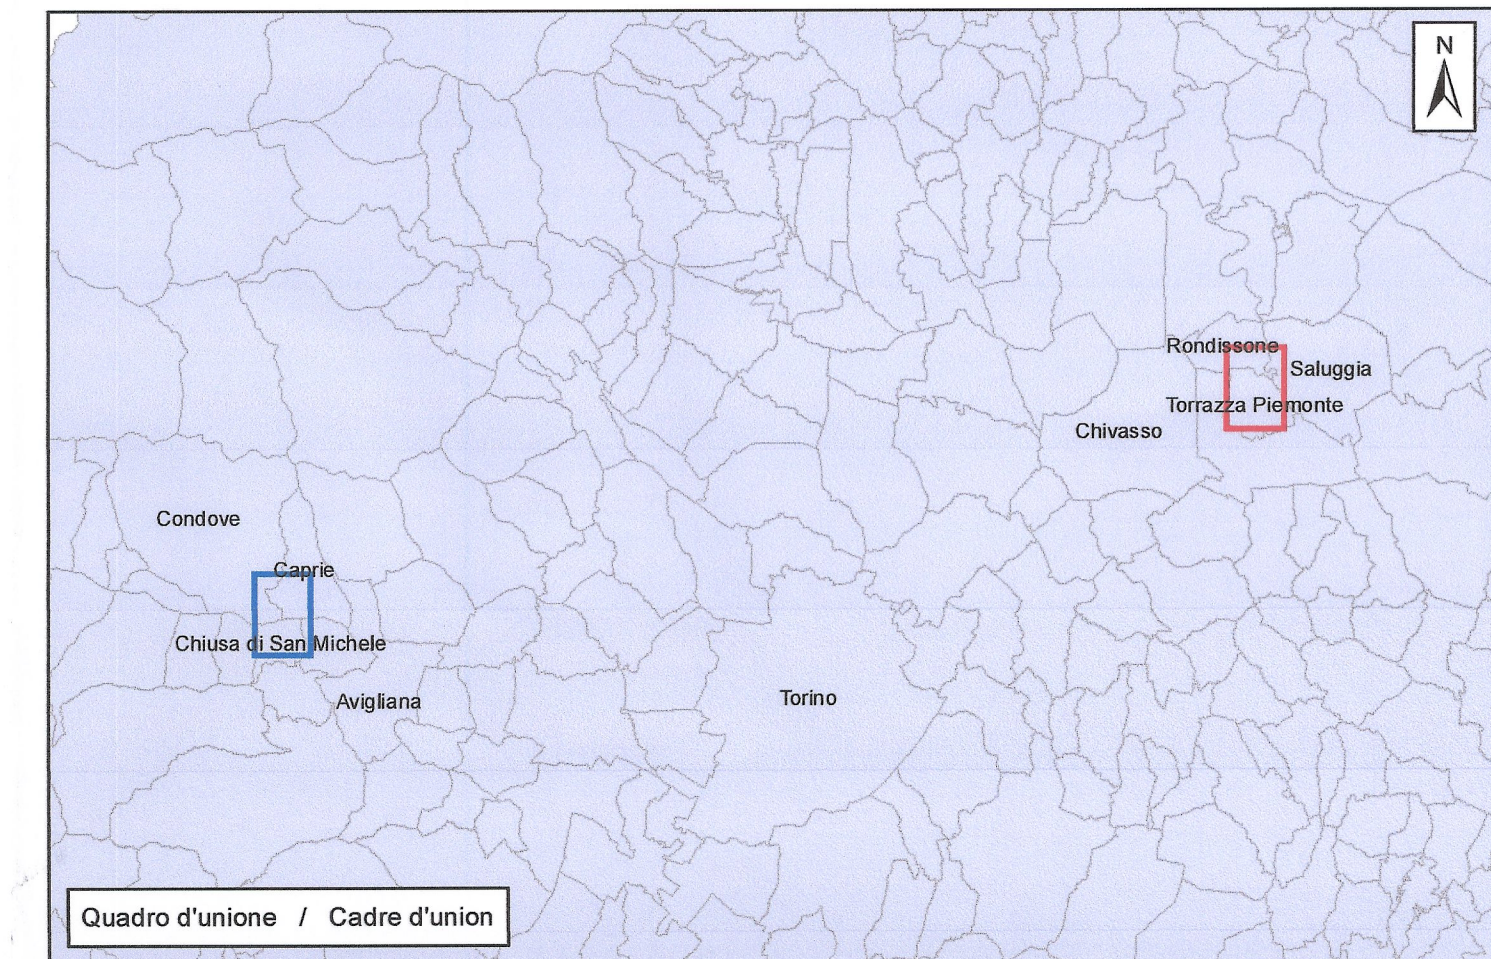 N
Rondissone
Saluggia
Torrazza Piemonte
Chivasso
Condove
Caprie
Chiusa di San Michele
Avigliana
Torino
Quadro d'unione / Cadre d'union